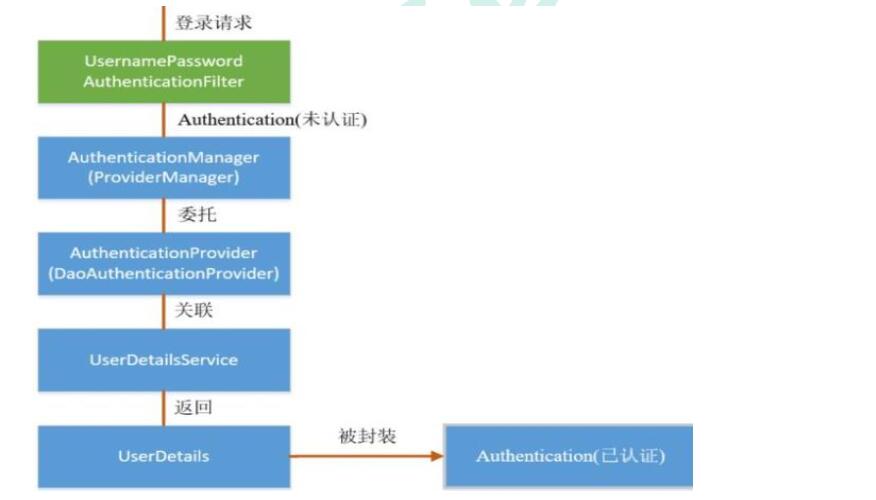 登录请求
UsernamePassword
AuthenticationFilter
Authentication(未认证)
AuthenticationManager
(ProviderManager)
委托
AuthenticationProvider
(DaoAuthenticationProvider)
关联
UserDetailsService
返回
UserDetails
被封装
Authentication(已认证)